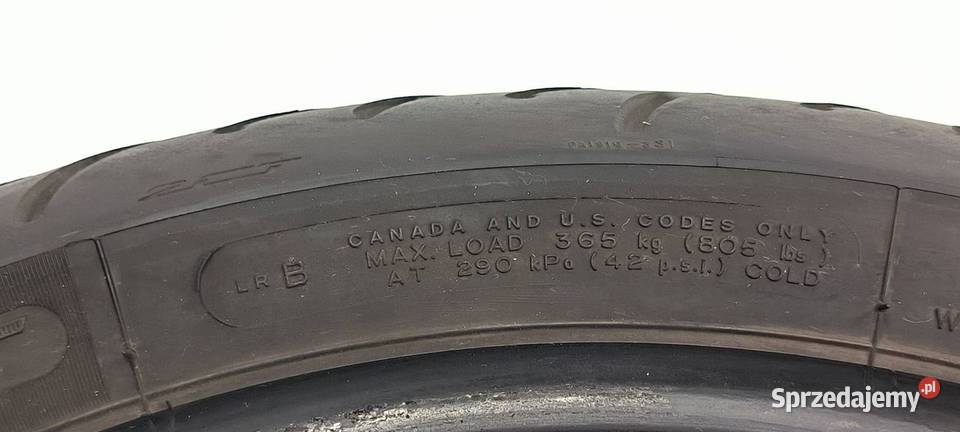 CANADA AND U.S. CODES ONLY
MAX. LOAD 365 kg (805 lbs)
LR B AT 290 kPa (42 p.s.i.) COLD
W
Sprzedajemy.pl